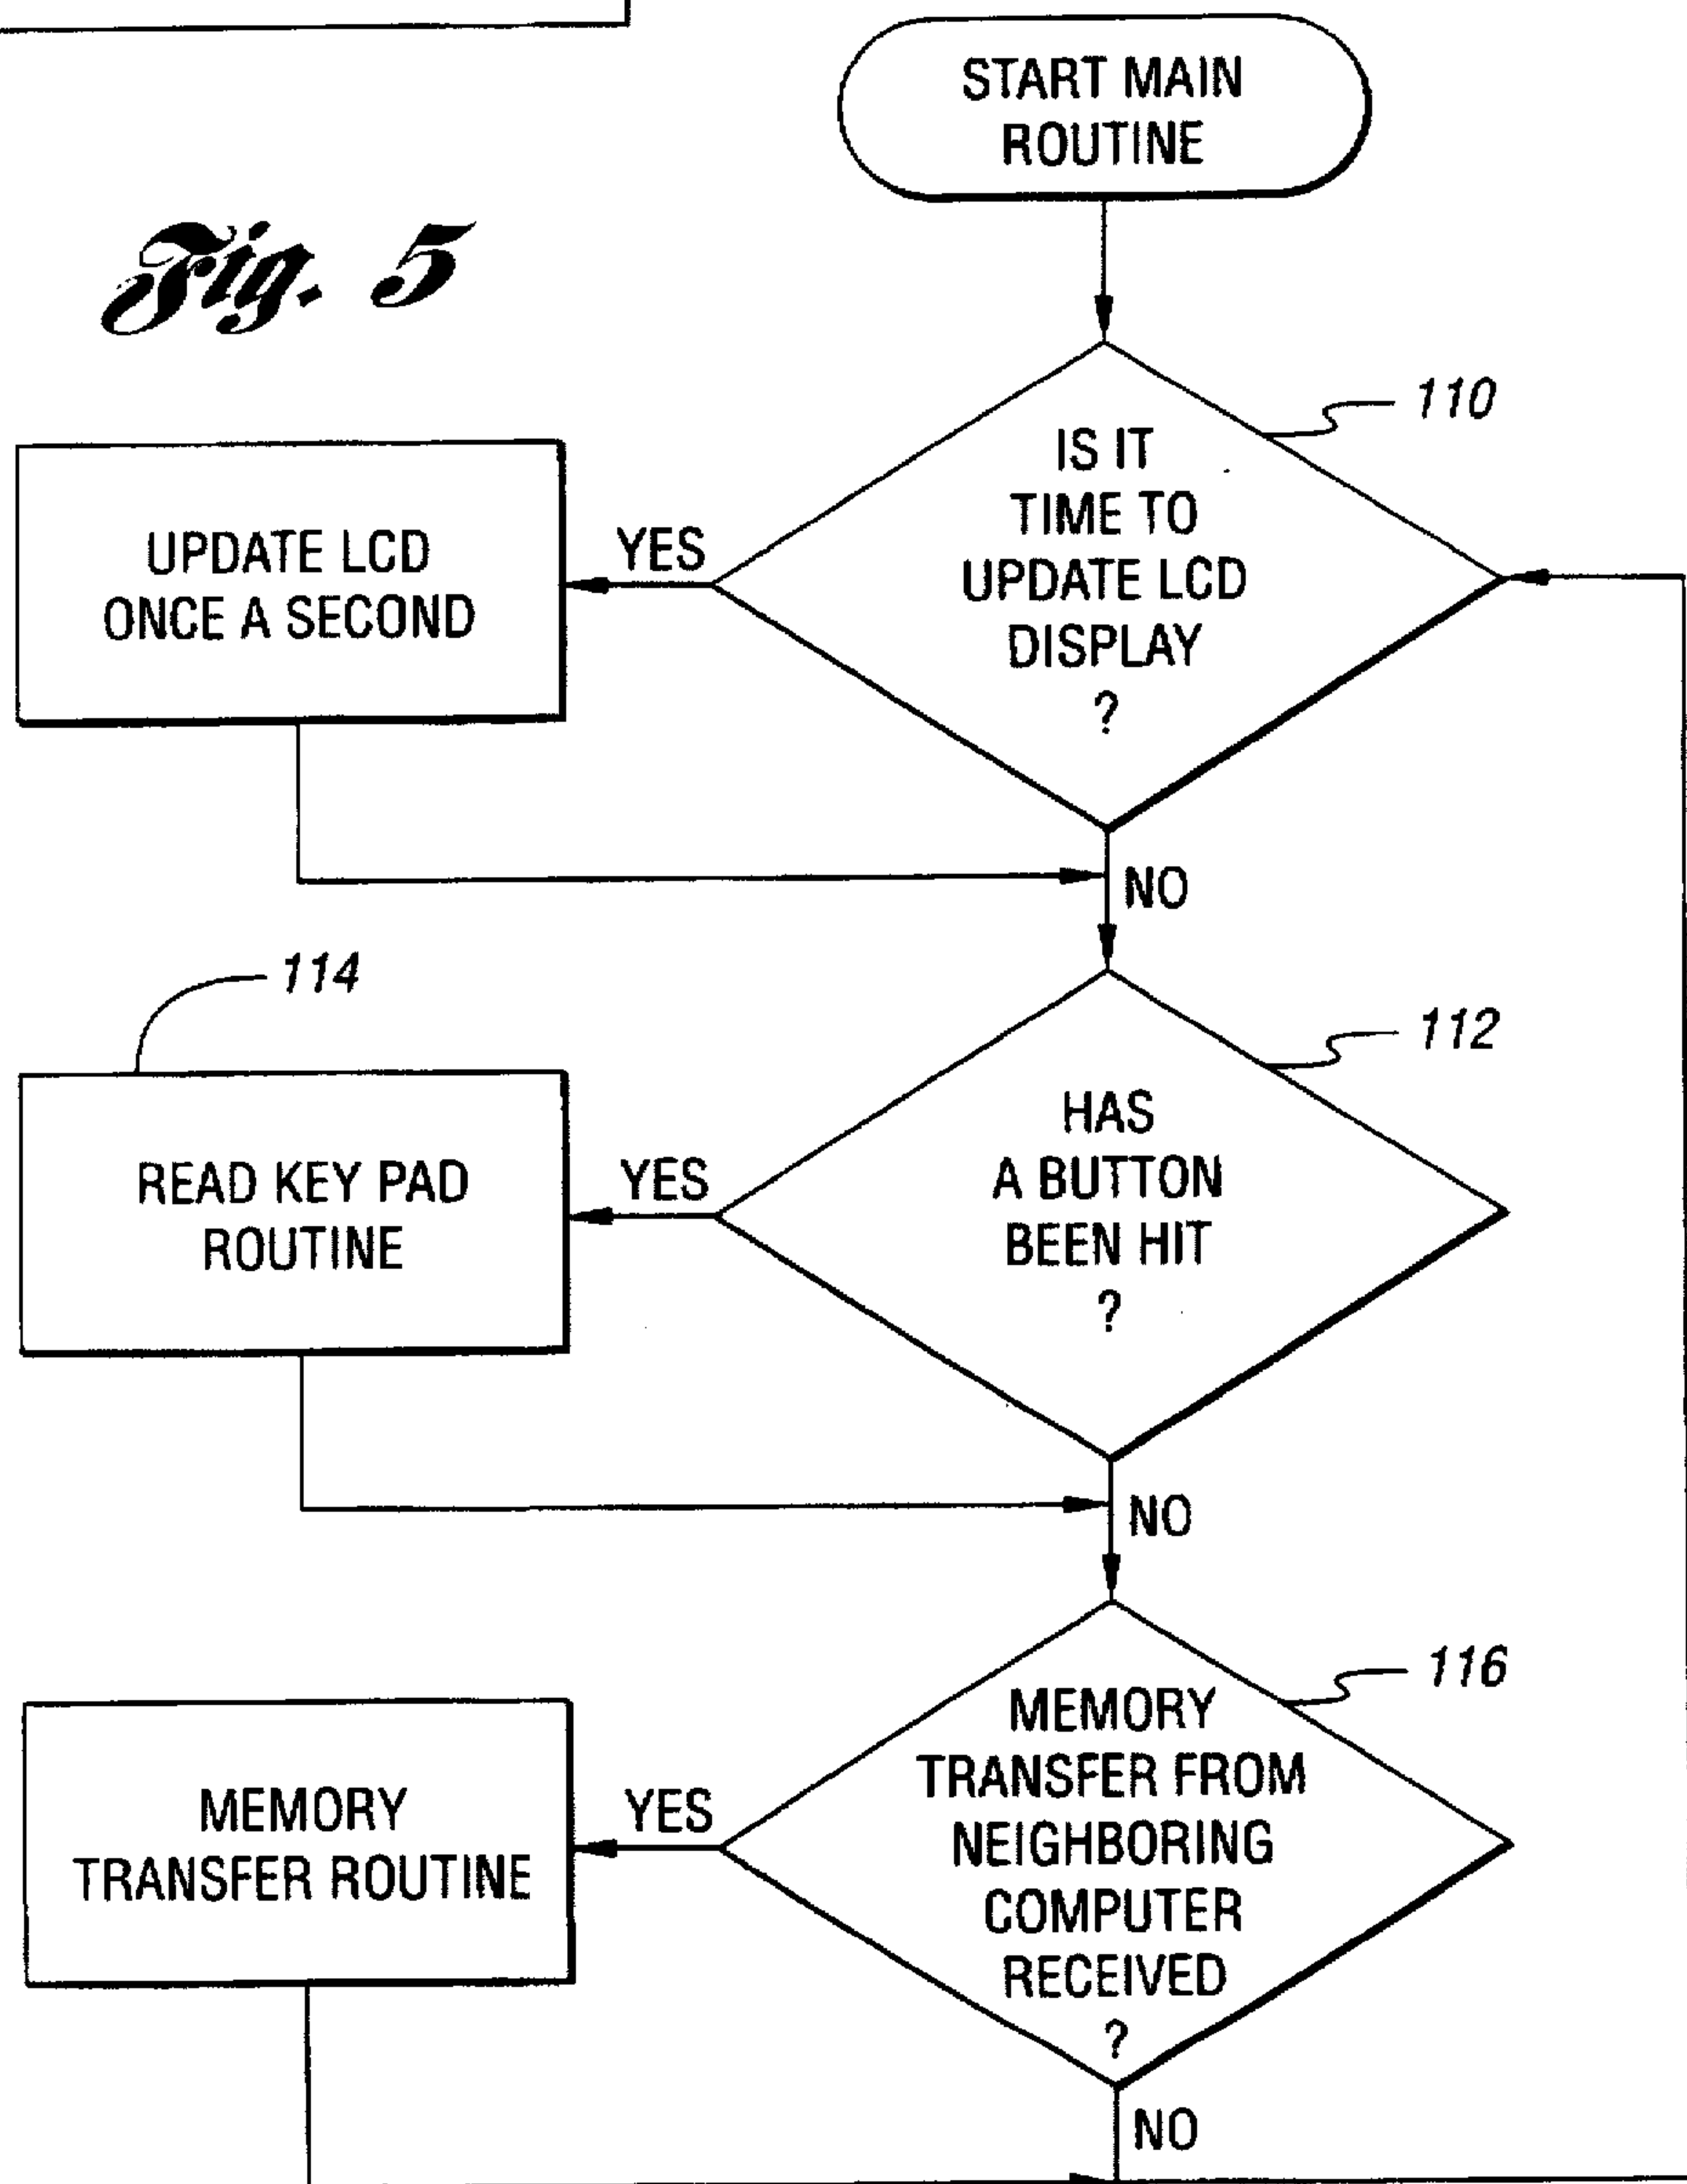 START MAIN
ROUTINE
Fig. 5
110
IS IT
TIME TO
UPDATE LCD
DISPLAY
?
YES
UPDATE LCD
ONCE A SECOND
NO
114
112
HAS
A BUTTON
BEEN HIT
?
YES
READ KEY PAD
ROUTINE
NO
116
MEMORY
TRANSFER FROM
NEIGHBORING
COMPUTER
RECEIVED
?
YES
MEMORY
TRANSFER ROUTINE
NO